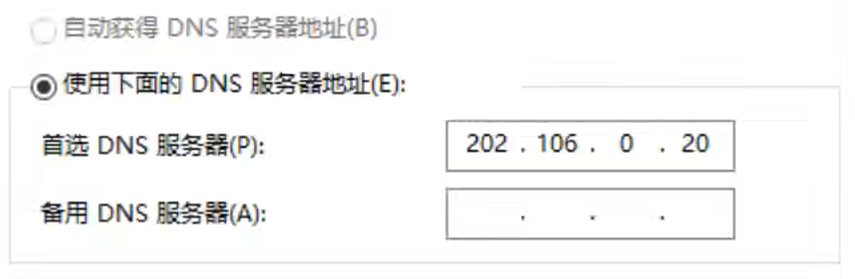 自动获得 DNS 服务器地址(B)
使用下面的 DNS 服务器地址(E):
首选 DNS 服务器(P): 202 . 106 . 0 . 20
备用 DNS 服务器(A): . . .